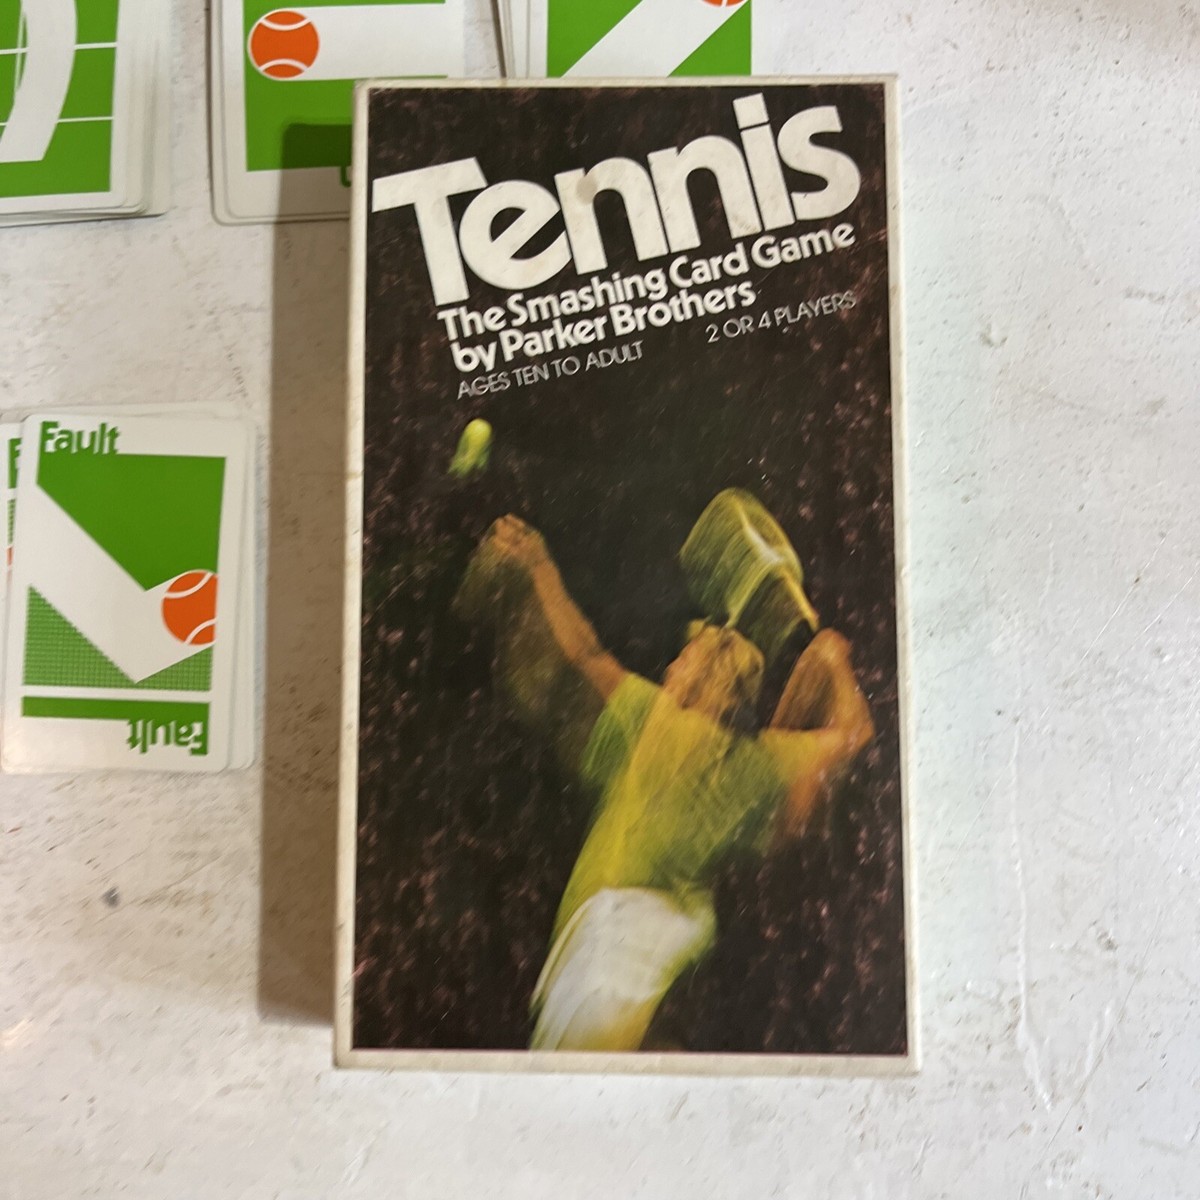 Tennis
The Smashing Card Game
by Parker Brothers
AGES TEN TO ADULT
2 OR 4 PLAYERS
Fault
Fault